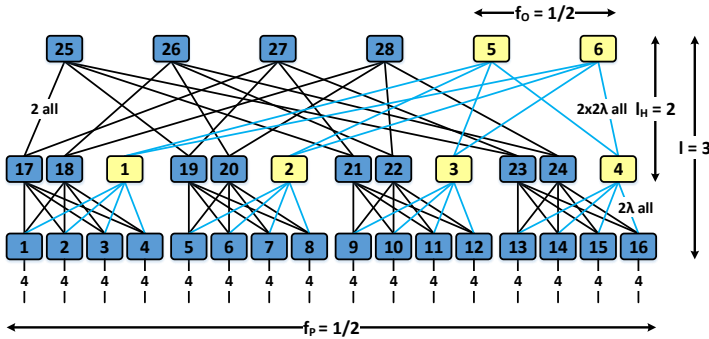 f_O = 1/2
25 26 27 28 5 6
2 all
2x2λ all
l_H = 2
l = 3
17 18 1 19 20 2 21 22 3 23 24 4
2λ all
1 2 3 4 5 6 7 8 9 10 11 12 13 14 15 16
4 4 4 4 4 4 4 4 4 4 4 4 4 4 4 4
f_P = 1/2